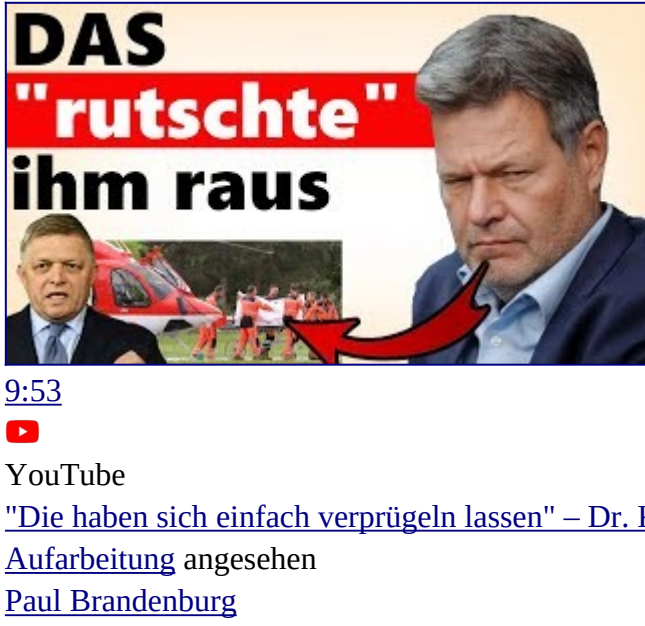 DAS
"rutschte"
ihm raus
9:53
YouTube
"Die haben sich einfach verprügeln lassen" – Dr.
Aufarbeitung angesehen
Paul Brandenburg